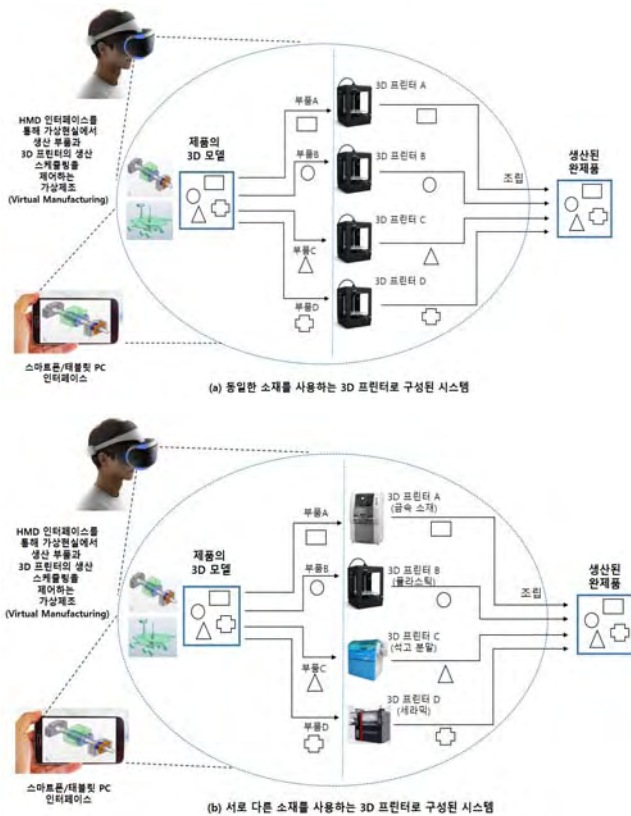 HMD 인터페이스를
통해 가상현실에서
생산 부품과
3D 프린터의 생산
스케쥴링을
제어하는
가상제조
(Virtual Manufacturing)
제품의
3D 모델
부품A
부품B
부품C
부품D
3D 프린터 A
3D 프린터 B
3D 프린터 C
3D 프린터 D
조립
생산된
완제품
스마트폰/태블릿 PC
인터페이스
(a) 동일한 소재를 사용하는 3D 프린터로 구성된 시스템
HMD 인터페이스를
통해 가상현실에서
생산 부품과
3D 프린터의 생산
스케쥴링을
제어하는
가상제조
(Virtual Manufacturing)
제품의
3D 모델
부품A
부품B
부품C
부품D
3D 프린터 A
(금속 소재)
3D 프린터 B
(플라스틱)
3D 프린터 C
(석고 분말)
3D 프린터 D
(세라믹)
조립
생산된
완제품
스마트폰/태블릿 PC
인터페이스
(b) 서로 다른 소재를 사용하는 3D 프린터로 구성된 시스템